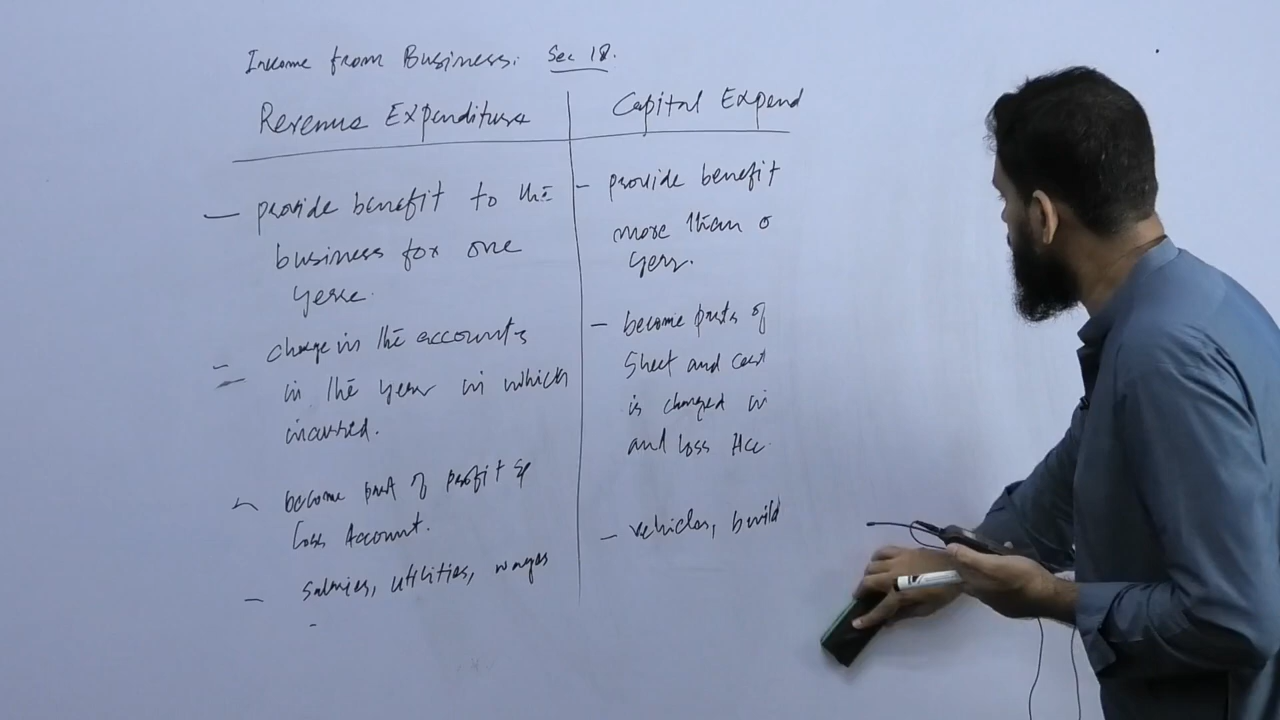 Income from Business. Sec 18.
Revenue Expenditure
provide benefit to the
business for one
year.
charge in the accounts
in the year in which
incurred.
become part of profit &
Loss Account.
Salaries, utilities, wages
Capital Expend
provide benefit
more than o
year.
become parts of
Sheet and cost
is charged in
and Loss Acc.
vehicles, build